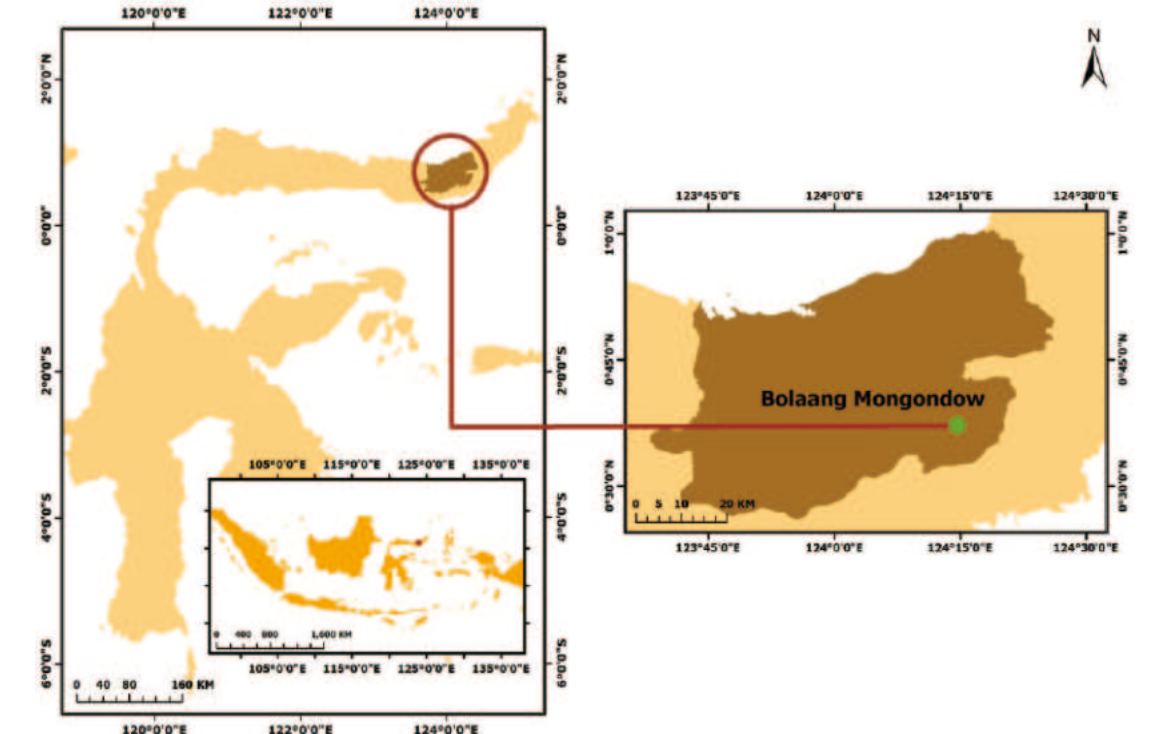 120°0'0"E 122°0'0"E 124°0'0"E
N
2°0'0"N
2°0'0"N
0°0'0"
0°0'0"
2°0'0"S
2°0'0"S
4°0'0"S
4°0'0"S
6°0'0"S
6°0'0"S
123°45'0"E 124°0'0"E 124°15'0"E 124°30'0"E
1°0'0"N
1°0'0"N
0°45'0"N
0°45'0"N
Bolaang Mongondow
0°30'0"N
0°30'0"N
0 5 10 20 KM
123°45'0"E 124°0'0"E 124°15'0"E 124°30'0"E
105°0'0"E 115°0'0"E 125°0'0"E 135°0'0"E
0 400 800 1,600 KM
105°0'0"E 115°0'0"E 125°0'0"E 135°0'0"E
0 40 80 160 KM
120°0'0"E 122°0'0"E 124°0'0"E